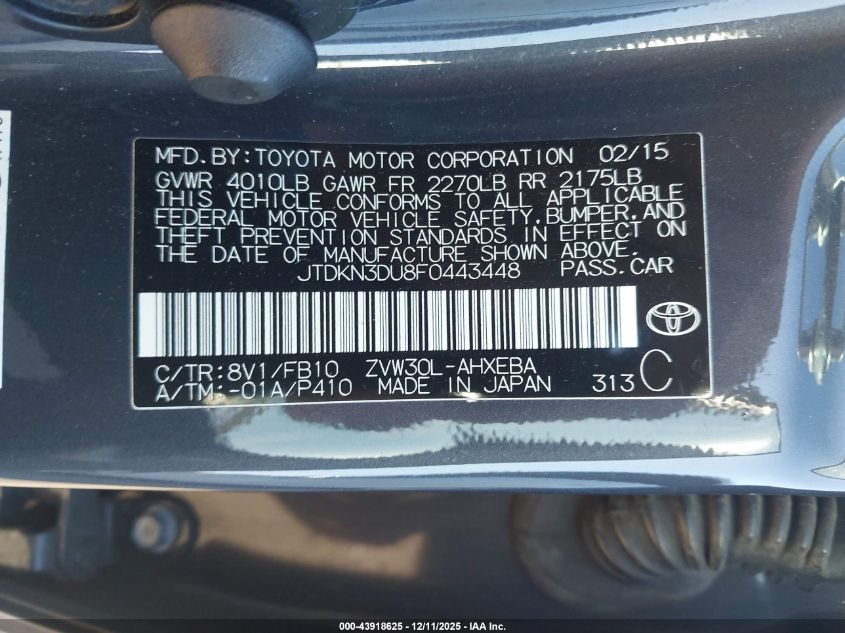 MFD. BY: TOYOTA MOTOR CORPORATION 02/15
GVWR 4010LB GAWR FR 2270LB RR 2175LB
THIS VEHICLE CONFORMS TO ALL APPLICABLE
FEDERAL MOTOR VEHICLE SAFETY, BUMPER, AND
THEFT PREVENTION STANDARDS IN EFFECT ON
THE DATE OF MANUFACTURE SHOWN ABOVE.
JTDKN3DU8F0443448 PASS. CAR
C/TR: 8V1/FB10 ZVW30L-AHXEBA
A/TM: -01A/P410 MADE IN JAPAN 313 C
000-43918625 - 12/11/2025 - IAA Inc.